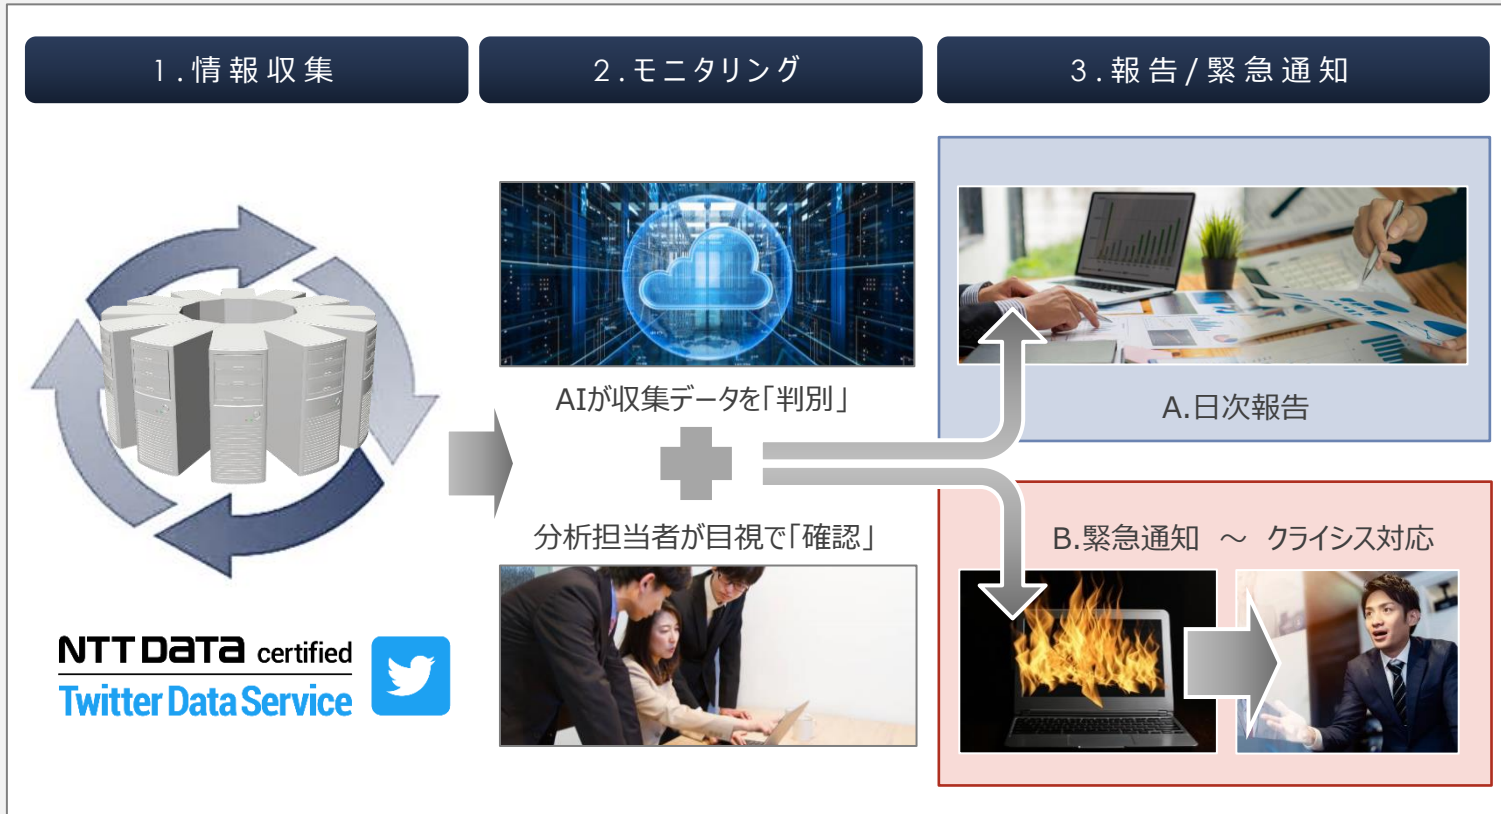 1.情報収集
2.モニタリング
3.報告/緊急通知
AIが収集データを「判別」
分析担当者が目視で「確認」
A.日次報告
B.緊急通知 ～ クライシス対応
NTT DATA certified
Twitter Data Service